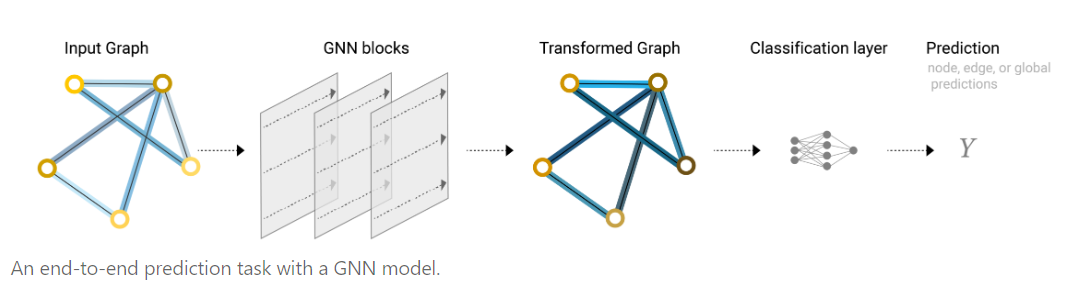 Input Graph
GNN blocks
Transformed Graph
Classification layer
Prediction
node, edge, or global
predictions
Y
An end-to-end prediction task with a GNN model.